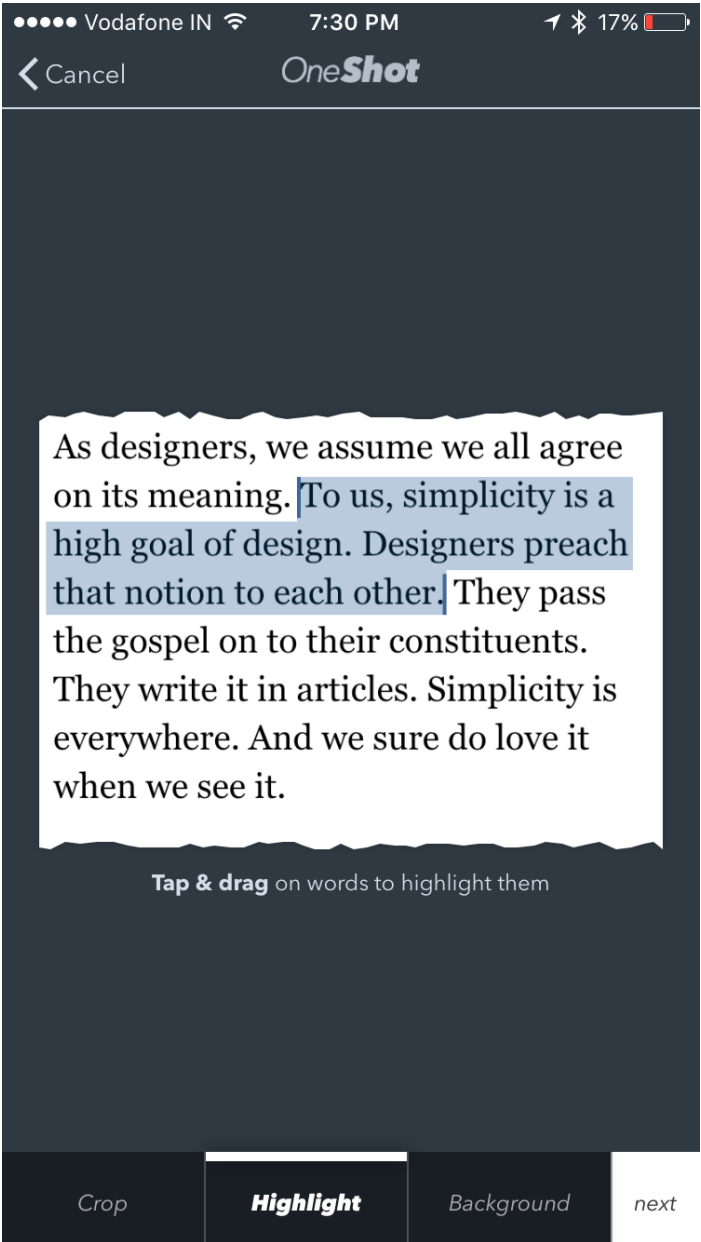 Vodafone IN 7:30 PM 17%
Cancel OneShot
As designers, we assume we all agree
on its meaning. To us, simplicity is a
high goal of design. Designers preach
that notion to each other. They pass
the gospel on to their constituents.
They write it in articles. Simplicity is
everywhere. And we sure do love it
when we see it.
Tap & drag on words to highlight them
Crop Highlight Background next